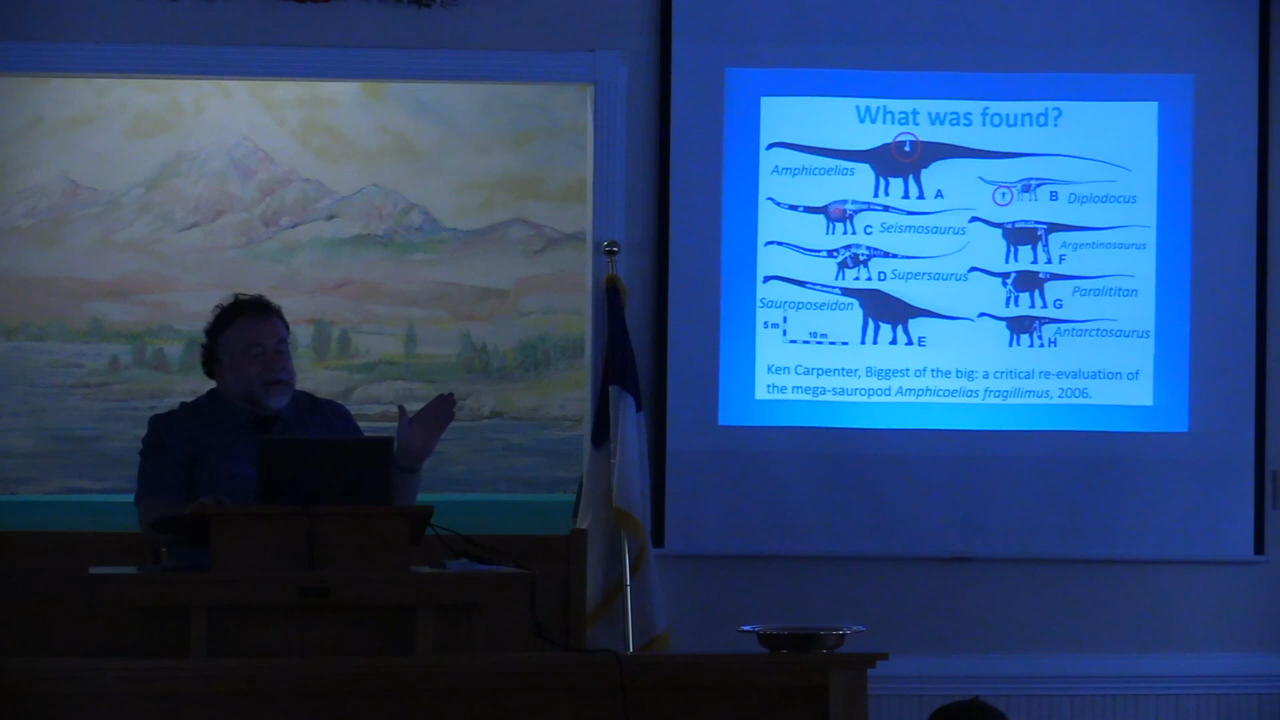 What was found?
Amphicoelias
A
B Diplodocus
C Seismosaurus
Argentinosaurus
F
D Supersaurus
Paralititan
G
Sauroposeidon
5 m
10 m
E
Antarctosaurus
H
Ken Carpenter, Biggest of the big: a critical re-evaluation of
the mega-sauropod Amphicoelias fragillimus, 2006.